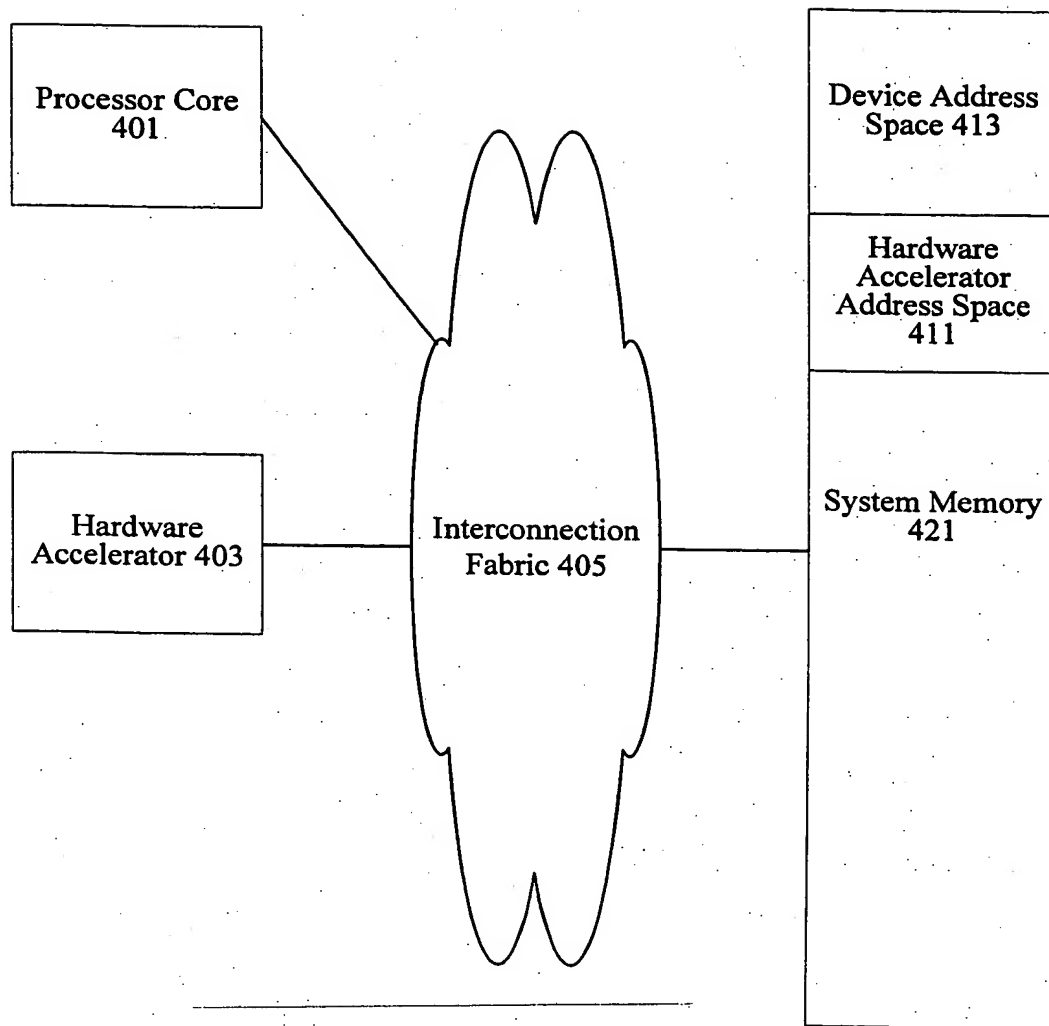 Processor Core
401
Device Address
Space 413
Hardware
Accelerator
Address Space
411
Hardware
Accelerator 403
Interconnection
Fabric 405
System Memory
421